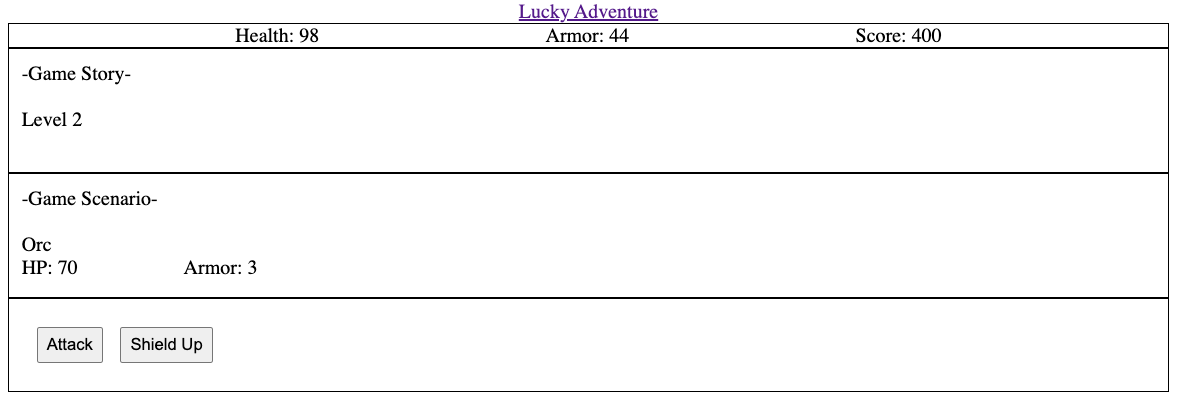 Lucky Adventure
Health: 98 Armor: 44 Score: 400
-Game Story-
Level 2
-Game Scenario-
Orc
HP: 70 Armor: 3
Attack Shield Up